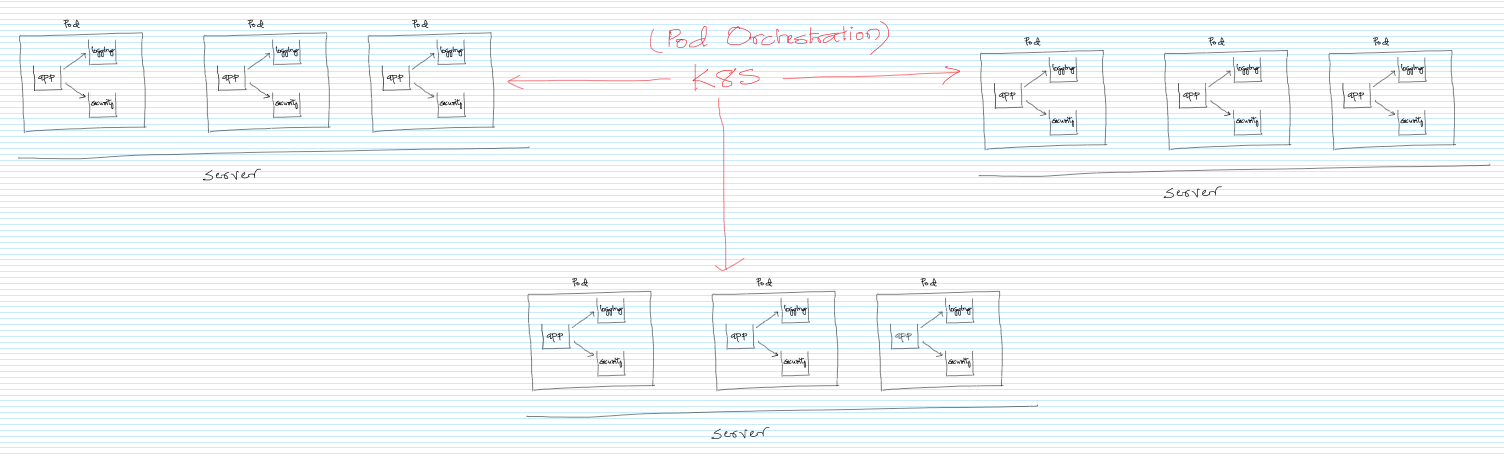 Pod Pod Pod
logging logging logging
app app app
security security security
server
(Pod Orchestration)
K8S
Pod Pod Pod
logging logging logging
app app app
security security security
server
Pod Pod Pod
logging logging logging
app app app
security security security
server